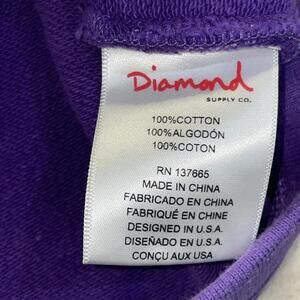 Diamond
SUPPLY CO.
100%COTTON
100%ALGODÓN
100%COTON
RN 137665
MADE IN CHINA
FABRICADO EN CHINA
FABRIQUÉ EN CHINE
DESIGNED IN U.S.A.
DISEÑADO EN U.S.A.
CONÇU AUX USA